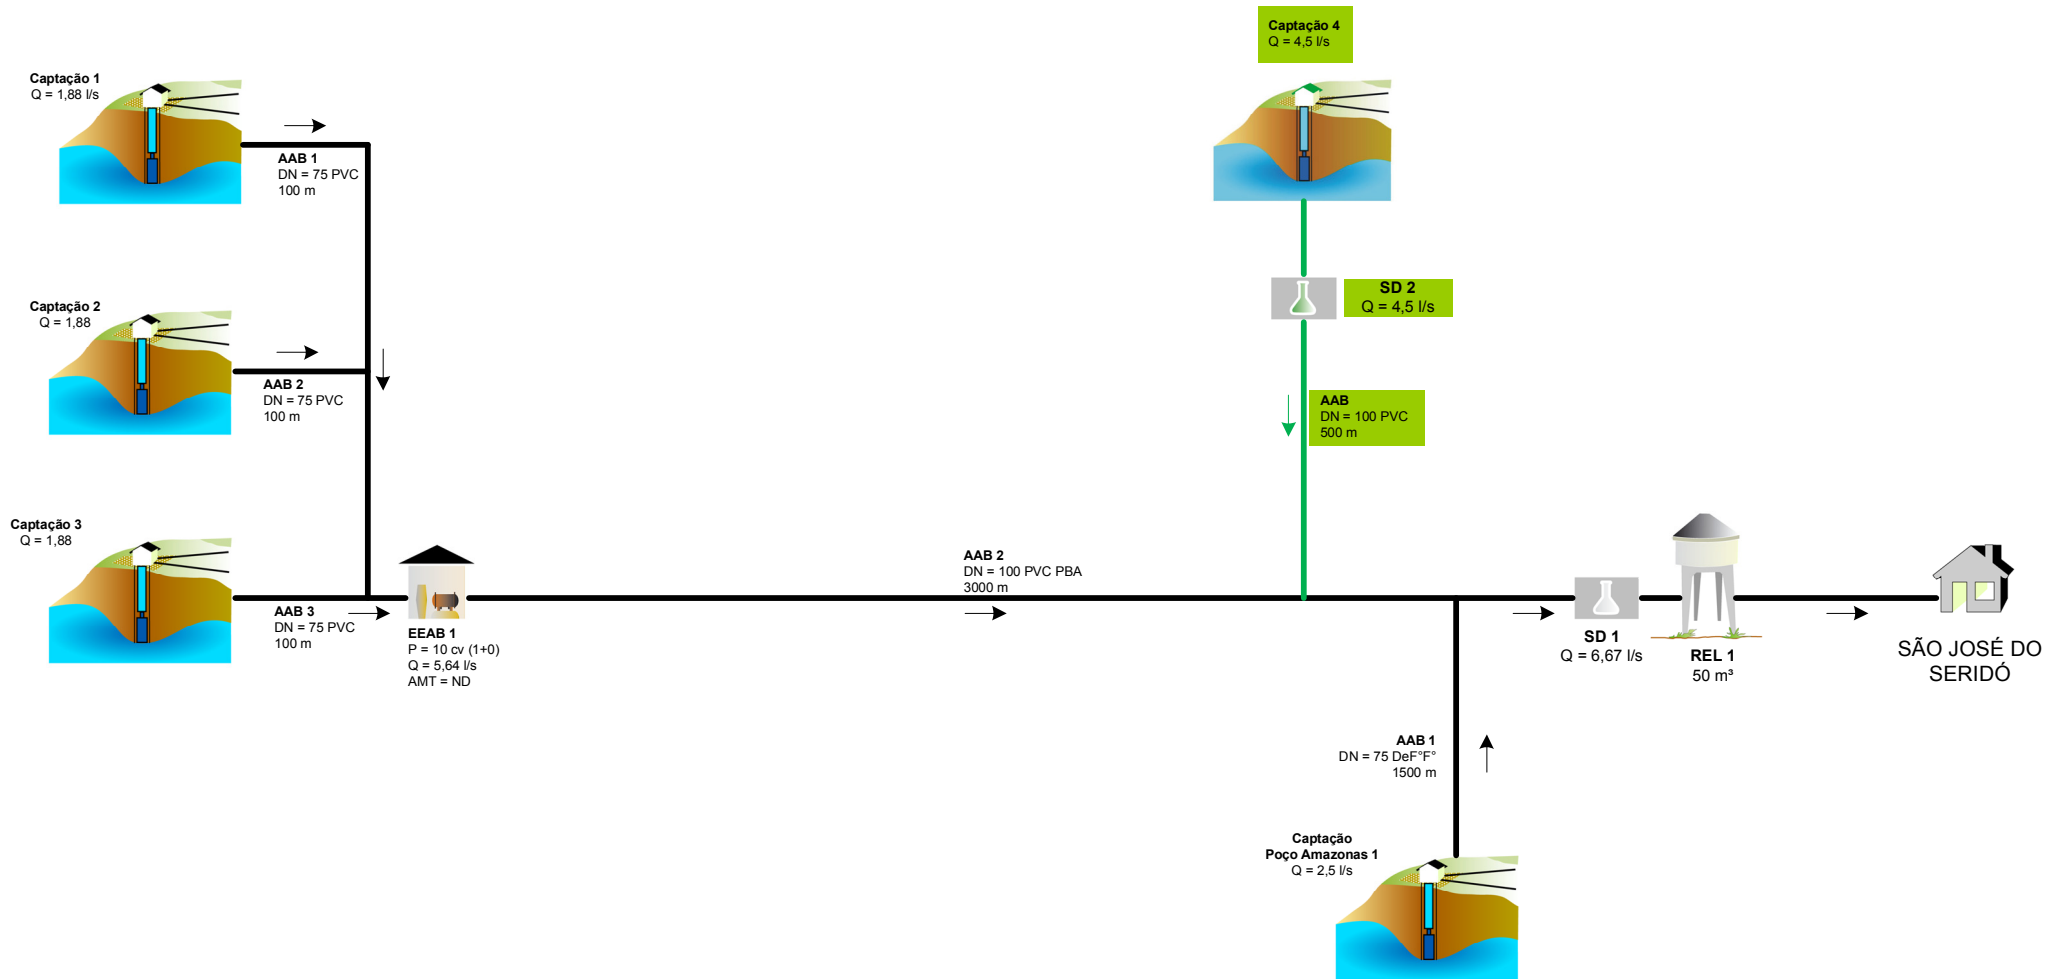 Captação 4
Q = 4,5 l/s
Captação 1
Q = 1,88 l/s
AAB 1
DN = 75 PVC
100 m
Captação 2
Q = 1,88
AAB 2
DN = 75 PVC
100 m
SD 2
Q = 4,5 l/s
AAB
DN = 100 PVC
500 m
Captação 3
Q = 1,88
AAB 3
DN = 75 PVC
100 m
EEAB 1
P = 10 cv (1+0)
Q = 5,64 l/s
AMT = ND
AAB 2
DN = 100 PVC PBA
3000 m
SD 1
Q = 6,67 l/s
REL 1
50 m³
SÃO JOSÉ DO
SERIDÓ
AAB 1
DN = 75 DeF°F°
1500 m
Captação
Poço Amazonas 1
Q = 2,5 l/s